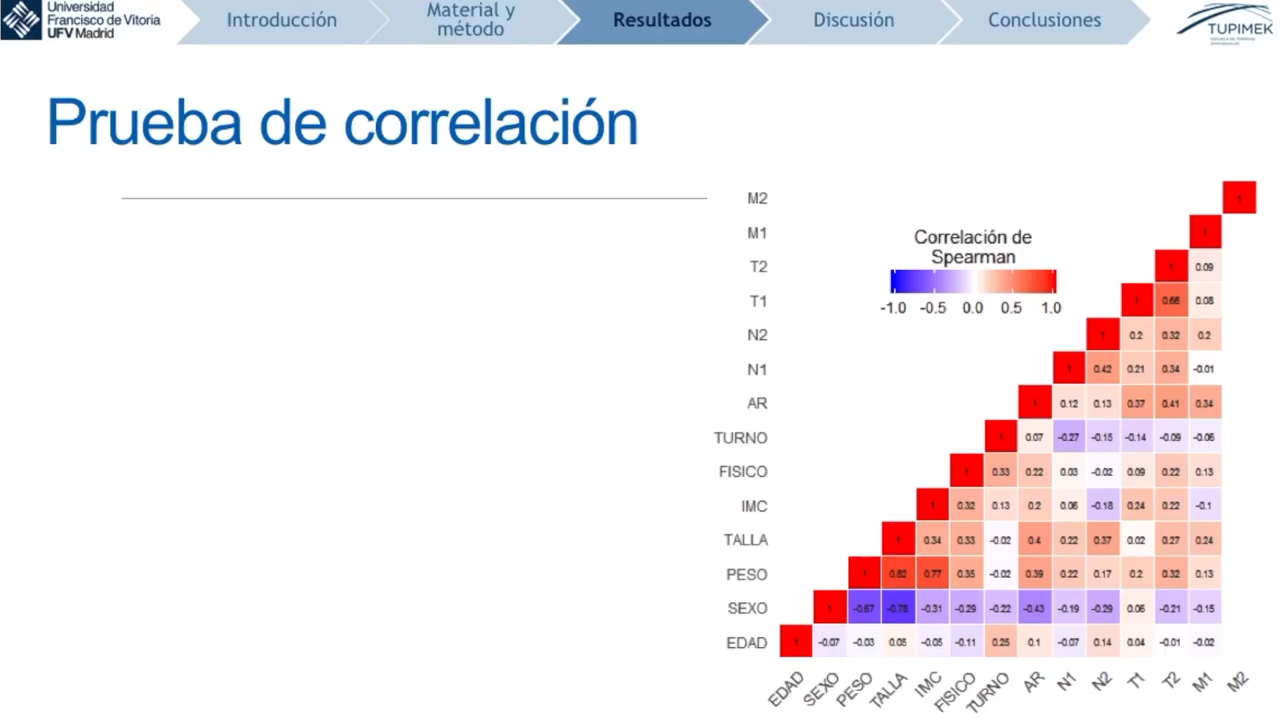 Universidad
Francisco de Vitoria
UFV Madrid
Introducción
Material y
método
Resultados
Discusión
Conclusiones
TUPIMEK
Prueba de correlación
Correlación de
Spearman
-1.0 -0.5 0.0 0.5 1.0
M2 1
M1 1
T2 1 0.09
T1 1 0.66 0.08
N2 1 0.2 0.32 0.2
N1 1 0.42 0.21 0.34 -0.01
AR 1 0.12 0.13 0.37 0.41 0.34
TURNO 1 0.07 -0.27 -0.15 -0.14 -0.09 -0.06
FISICO 1 0.33 0.22 0.03 -0.02 0.09 0.22 0.13
IMC 1 0.32 0.13 0.2 0.06 -0.18 0.24 0.22 -0.1
TALLA 1 0.34 0.33 -0.02 0.4 0.22 0.37 0.02 0.27 0.24
PESO 1 0.82 0.77 0.35 -0.02 0.39 0.22 0.17 0.2 0.32 0.13
SEXO 1 -0.67 -0.78 -0.31 -0.29 -0.22 -0.43 -0.19 -0.29 0.06 -0.21 -0.15
EDAD 1 -0.07 -0.03 0.05 -0.05 -0.11 0.25 0.1 -0.07 0.14 0.04 -0.01 -0.02
EDAD SEXO PESO TALLA IMC FISICO TURNO AR N1 N2 T1 T2 M1 M2